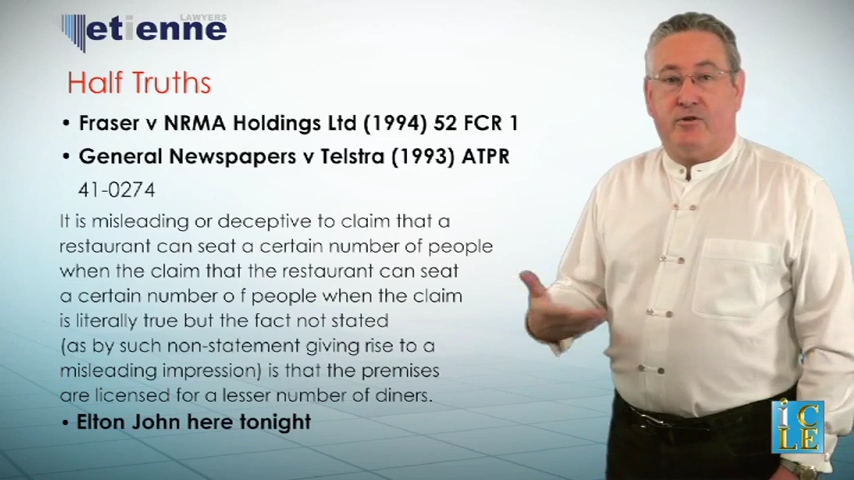 LAWYERS
etienne
Half Truths
• Fraser v NRMA Holdings Ltd (1994) 52 FCR 1
• General Newspapers v Telstra (1993) ATPR
41-0274
It is misleading or deceptive to claim that a
restaurant can seat a certain number of people
when the claim that the restaurant can seat
a certain number o f people when the claim
is literally true but the fact not stated
(as by such non-statement giving rise to a
misleading impression) is that the premises
are licensed for a lesser number of diners.
• Elton John here tonight
i C
L E